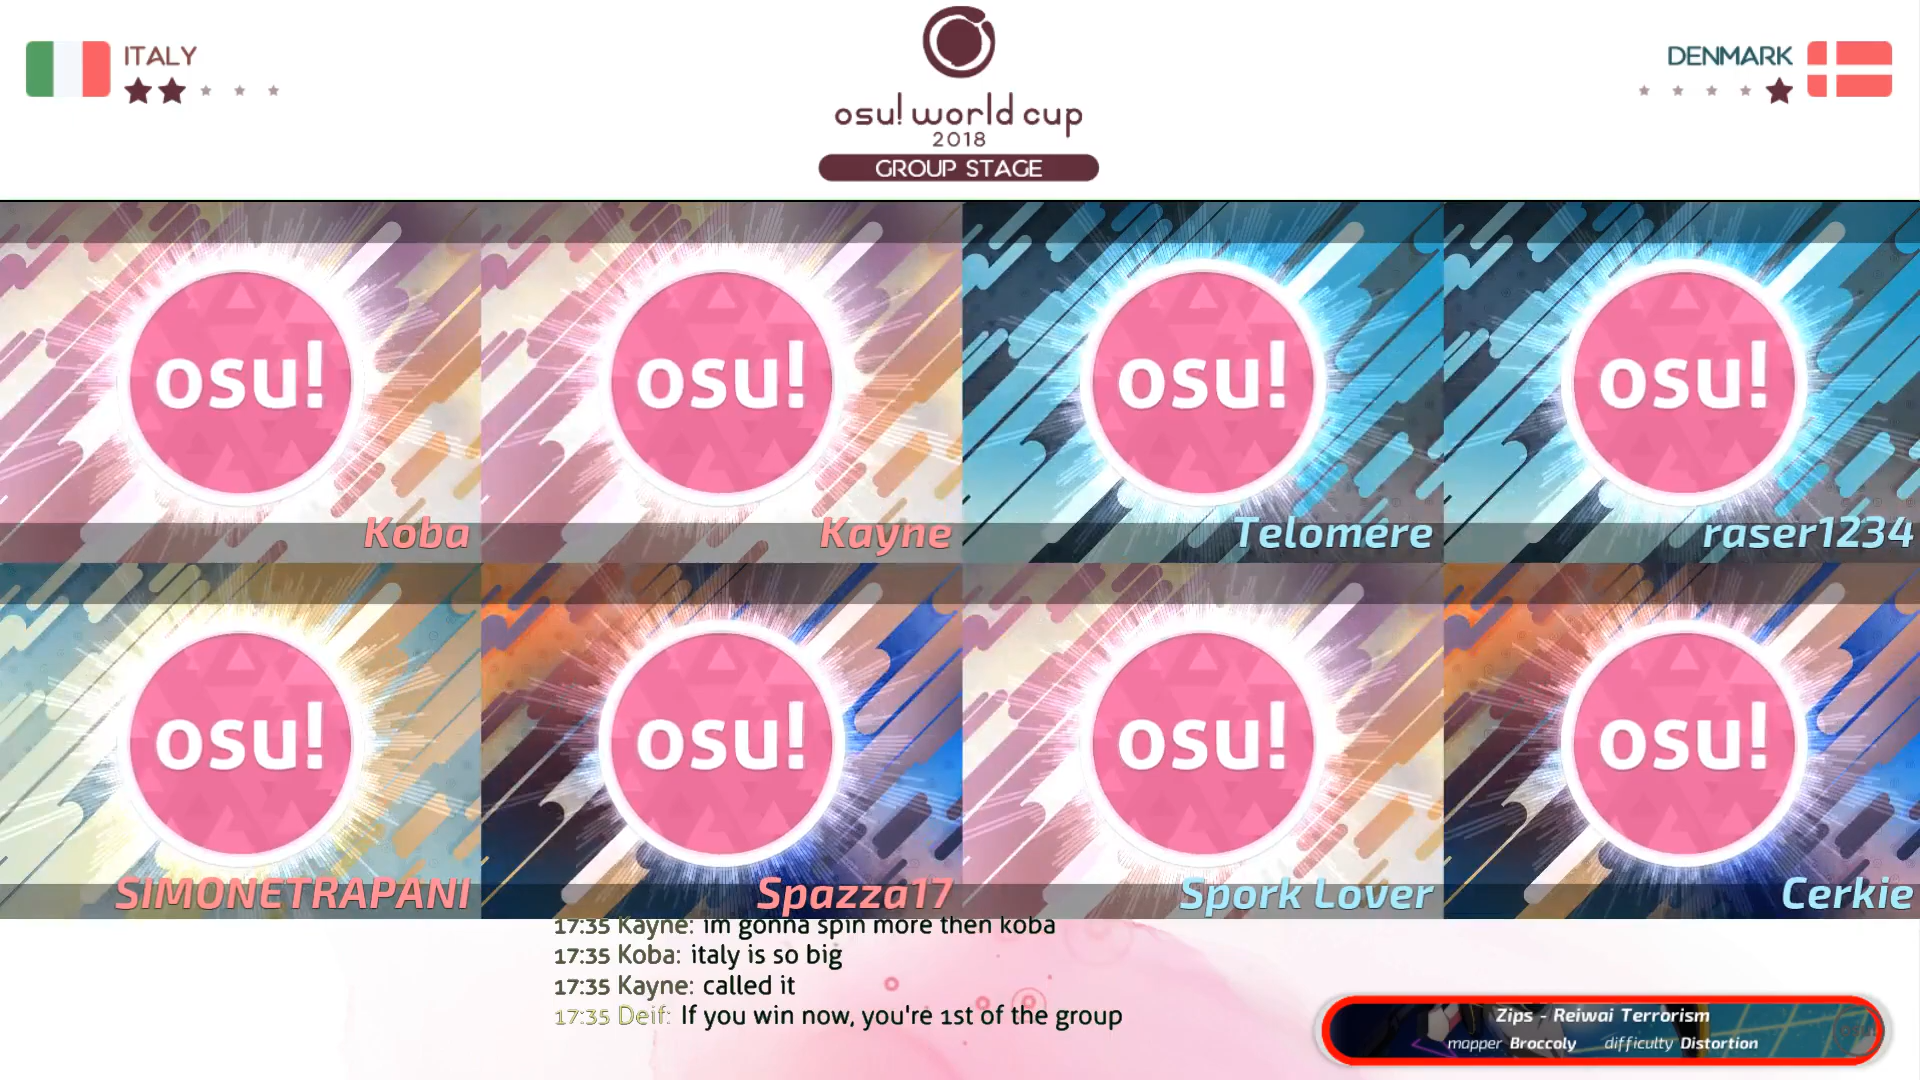 ITALY
DENMARK
osu! world cup
2018
GROUP STAGE
osu!
osu!
osu!
osu!
Koba
Kayne
Telomere
raser1234
osu!
osu!
osu!
osu!
SIMONETRAPANI
Spazza17
Spork Lover
Cerkie
17:35 Kayne: im gonna spin more then koba
17:35 Koba: italy is so big
17:35 Kayne: called it
17:35 Deif: If you win now, you're 1st of the group
Zips - Reiwai Terrorism
mapper Broccoly difficulty Distortion